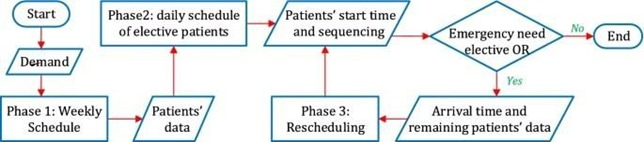 Start
Demand
Phase 1: Weekly
Schedule
Patients'
data
Phase2: daily schedule
of elective patients
Patients' start time
and sequencing
Emergency need
elective OR
No
End
Yes
Arrival time and
remaining patients' data
Phase 3:
Rescheduling